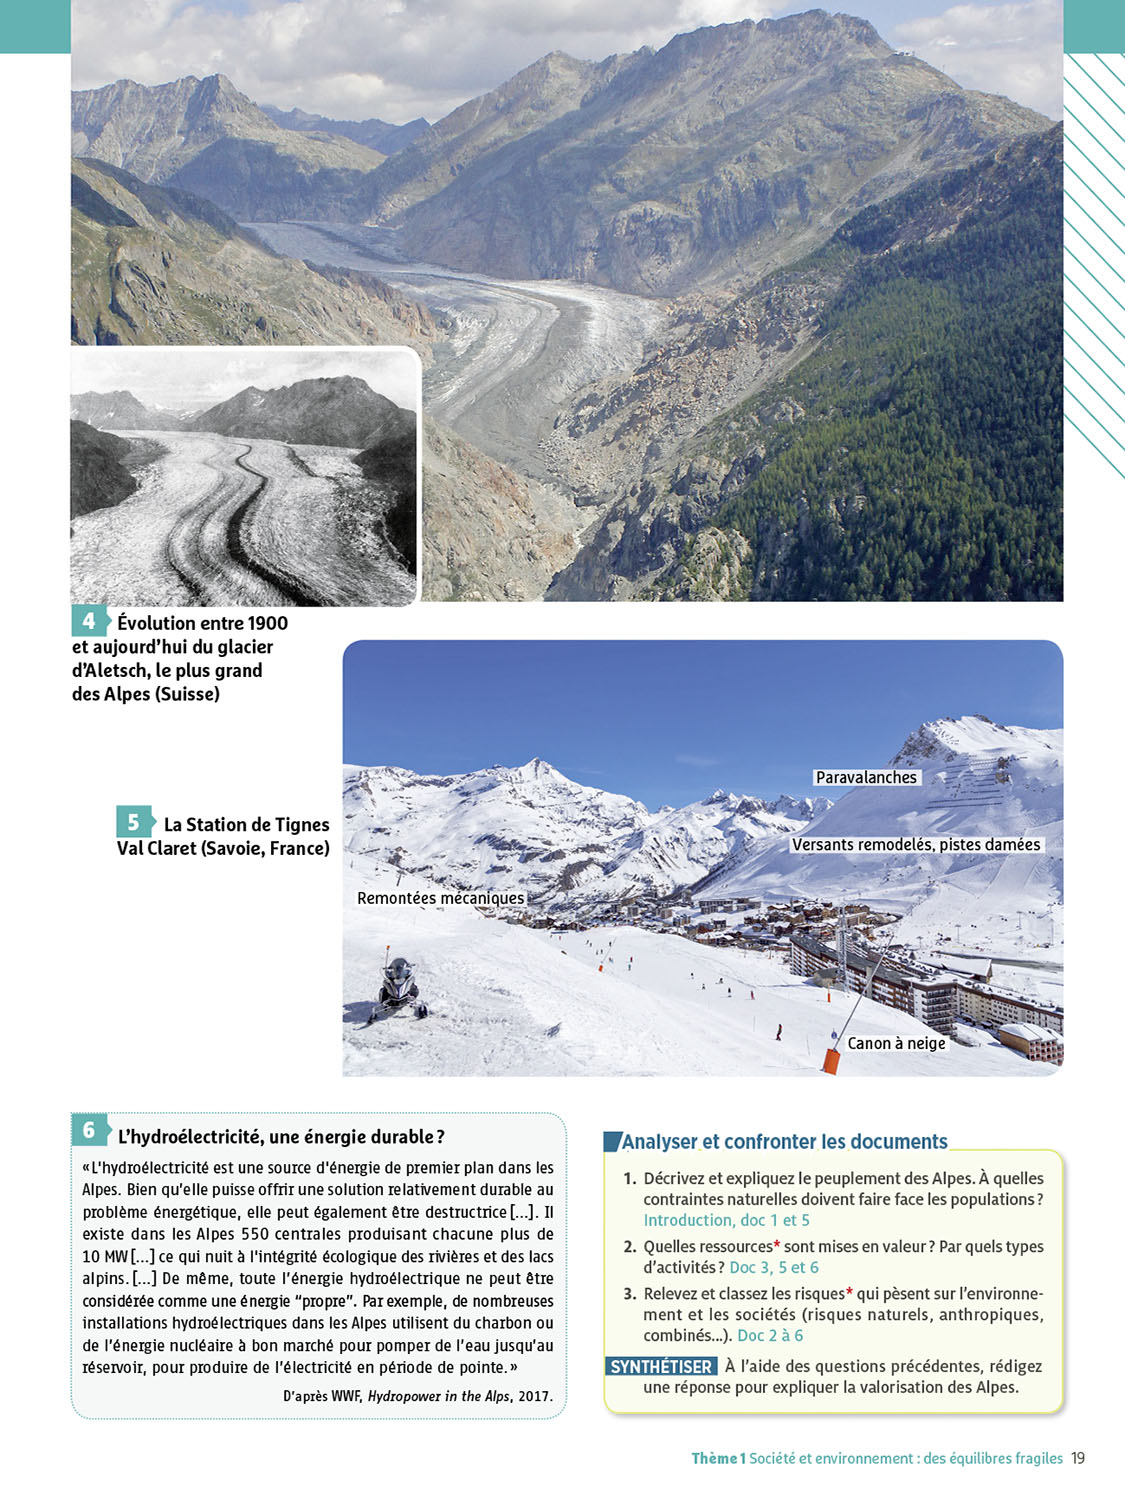 4 Évolution entre 1900
et aujourd'hui du glacier
d'Aletsch, le plus grand
des Alpes (Suisse)
5 La Station de Tignes
Val Claret (Savoie, France)
Paravalanches
Versants remodelés, pistes damées
Remontées mécaniques
Canon à neige
6 L'hydroélectricité, une énergie durable ?
« L'hydroélectricité est une source d'énergie de premier plan dans les
Alpes. Bien qu'elle puisse offrir une solution relativement durable au
problème énergétique, elle peut également être destructrice […]. Il
existe dans les Alpes 550 centrales produisant chacune plus de
10 MW […] ce qui nuit à l'intégrité écologique des rivières et des lacs
alpins. […] De même, toute l'énergie hydroélectrique ne peut être
considérée comme une énergie “propre”. Par exemple, de nombreuses
installations hydroélectriques dans les Alpes utilisent du charbon ou
de l'énergie nucléaire à bon marché pour pomper de l'eau jusqu'au
réservoir, pour produire de l'électricité en période de pointe. »
D'après WWF, Hydropower in the Alps, 2017.
Analyser et confronter les documents
1. Décrivez et expliquez le peuplement des Alpes. À quelles
contraintes naturelles doivent faire face les populations ?
Introduction, doc 1 et 5
2. Quelles ressources* sont mises en valeur ? Par quels types
d'activités ? Doc 3, 5 et 6
3. Relevez et classez les risques* qui pèsent sur l'environne-
ment et les sociétés (risques naturels, anthropiques,
combinés…). Doc 2 à 6
SYNTHÉTISER À l'aide des questions précédentes, rédigez
une réponse pour expliquer la valorisation des Alpes.
Thème 1 Société et environnement : des équilibres fragiles 19